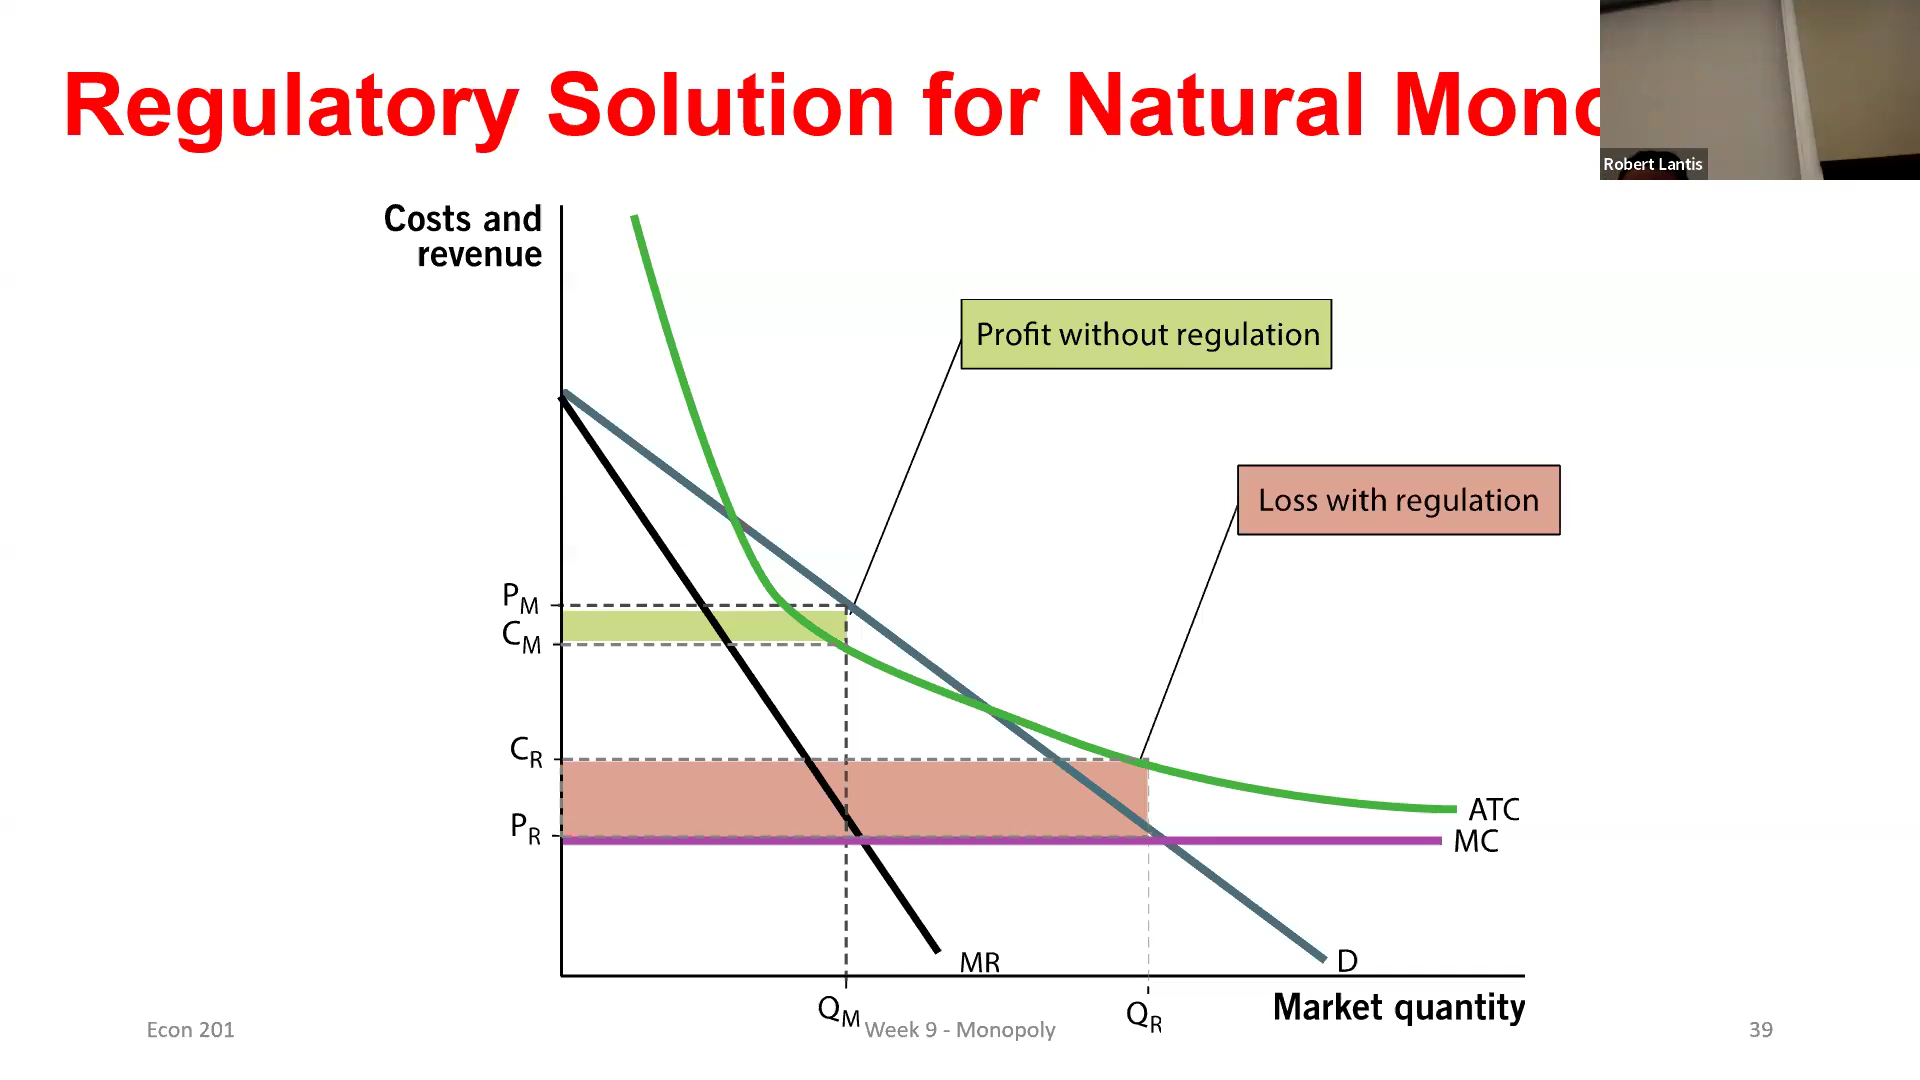 Regulatory Solution for Natural Mono
Robert Lantis
Costs and
revenue
Profit without regulation
Loss with regulation
PM
CM
CR
PR
ATC
MC
MR
D
QM
QR
Market quantity
Econ 201
Week 9 - Monopoly
39